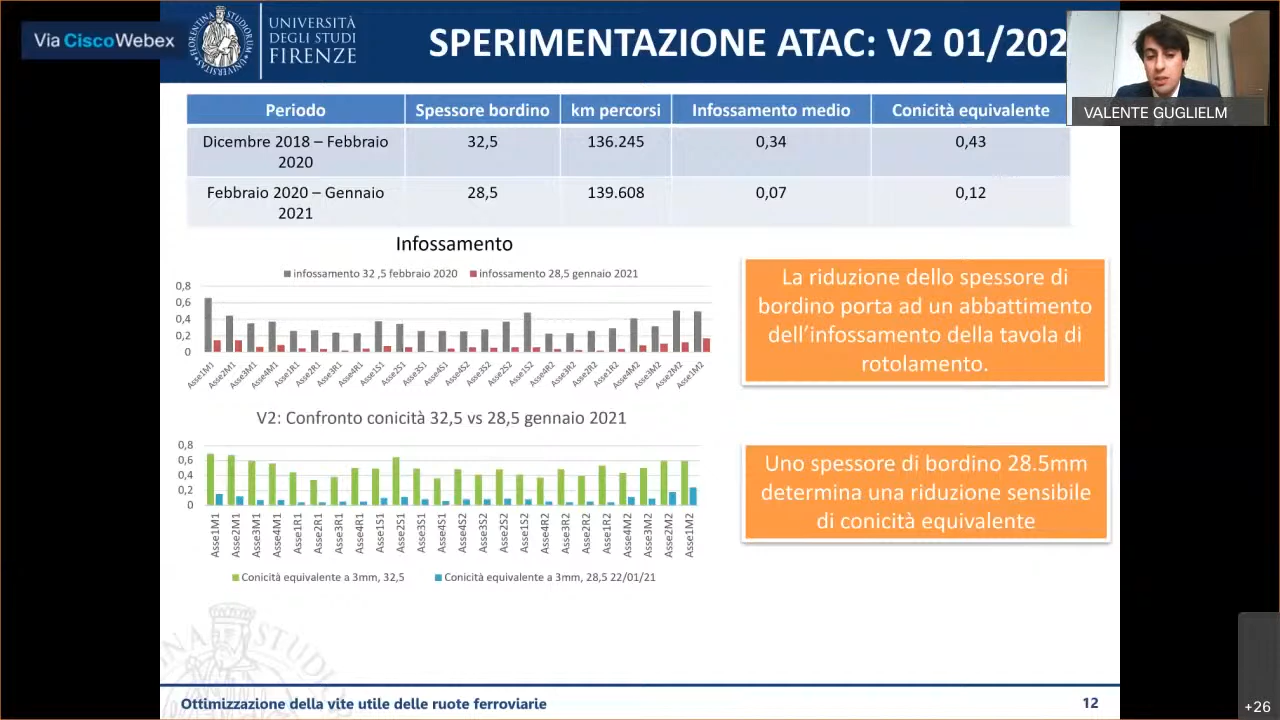 Via CiscoWebex
UNIVERSITÀ
DEGLI STUDI
FIRENZE
SPERIMENTAZIONE ATAC: V2 01/202
VALENTE GUGLIELM
Periodo Spessore bordino km percorsi Infossamento medio Conicità equivalente
Dicembre 2018 – Febbraio 2020 32,5 136.245 0,34 0,43
Febbraio 2020 – Gennaio 2021 28,5 139.608 0,07 0,12
Infossamento
infossamento 32 ,5 febbraio 2020 infossamento 28,5 gennaio 2021
0,8
0,6
0,4
0,2
0
Asse1M1 Asse2M1 Asse3M1 Asse4M1 Asse1R1 Asse2R1 Asse3R1 Asse4R1 Asse1S1 Asse2S1 Asse3S1 Asse4S1 Asse4S2 Asse3S2 Asse2S2 Asse1S2 Asse4R2 Asse3R2 Asse2R2 Asse1R2 Asse4M2 Asse3M2 Asse2M2 Asse1M2
La riduzione dello spessore di
bordino porta ad un abbattimento
dell'infossamento della tavola di
rotolamento.
V2: Confronto conicità 32,5 vs 28,5 gennaio 2021
0,8
0,6
0,4
0,2
0
Asse1M1 Asse2M1 Asse3M1 Asse4M1 Asse1R1 Asse2R1 Asse3R1 Asse4R1 Asse1S1 Asse2S1 Asse3S1 Asse4S1 Asse4S2 Asse3S2 Asse2S2 Asse1S2 Asse4R2 Asse3R2 Asse2R2 Asse1R2 Asse4M2 Asse3M2 Asse2M2 Asse1M2
Conicità equivalente a 3mm, 32,5 Conicità equivalente a 3mm, 28,5 22/01/21
Uno spessore di bordino 28.5mm
determina una riduzione sensibile
di conicità equivalente
Ottimizzazione della vite utile delle ruote ferroviarie
12
+26